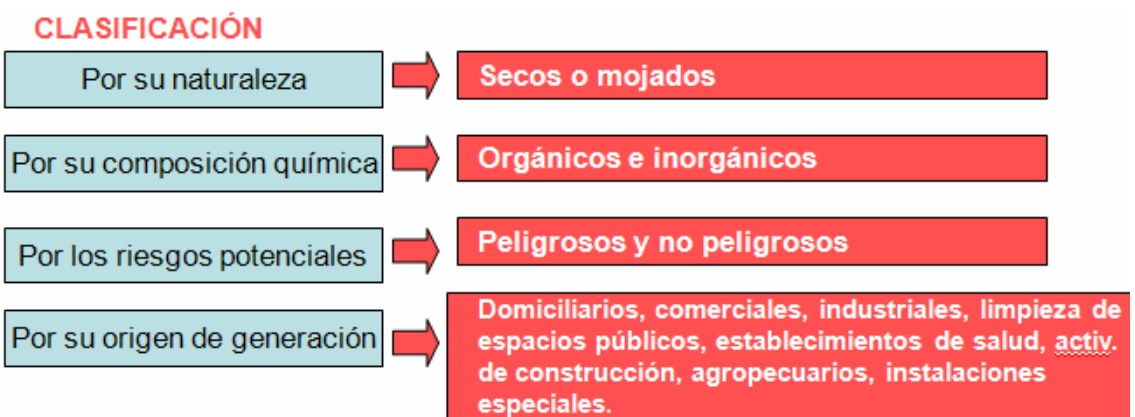 CLASIFICACIÓN
Por su naturaleza
Secos o mojados
Por su composición química
Orgánicos e inorgánicos
Por los riesgos potenciales
Peligrosos y no peligrosos
Por su origen de generación
Domiciliarios, comerciales, industriales, limpieza de
espacios públicos, establecimientos de salud, activ.
de construcción, agropecuarios, instalaciones
especiales.